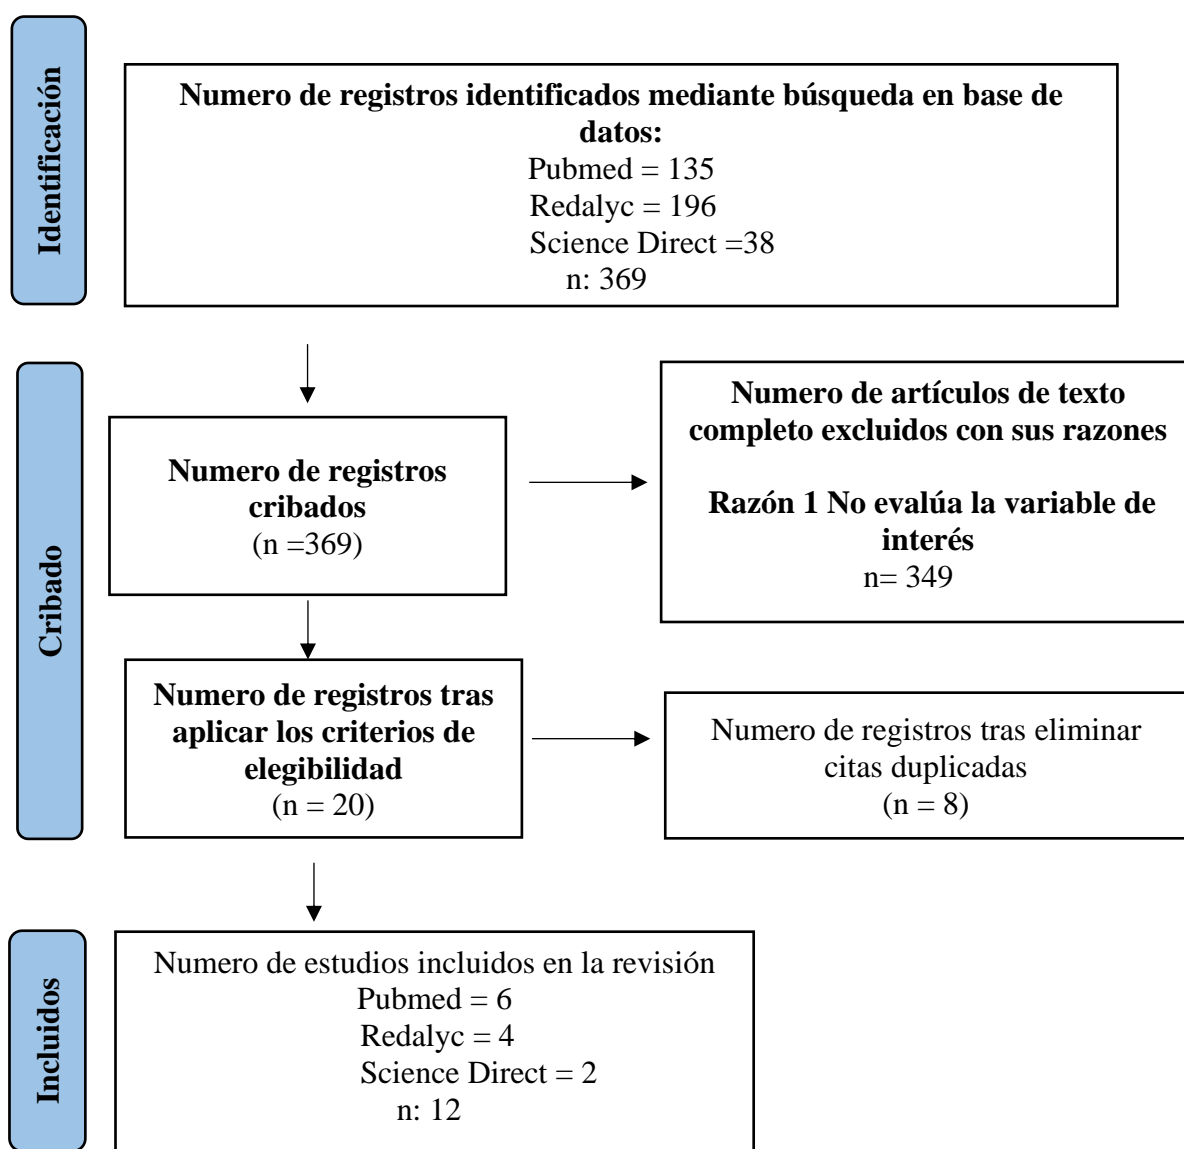 Identificación
Numero de registros identificados mediante búsqueda en base de
datos:
Pubmed = 135
Redalyc = 196
Science Direct =38
n: 369
Cribado
Numero de registros
cribados
(n =369)
Numero de artículos de texto
completo excluidos con sus razones
Razón 1 No evalúa la variable de
interés
n= 349
Numero de registros tras
aplicar los criterios de
elegibilidad
(n = 20)
Numero de registros tras eliminar
citas duplicadas
(n = 8)
Incluidos
Numero de estudios incluidos en la revisión
Pubmed = 6
Redalyc = 4
Science Direct = 2
n: 12